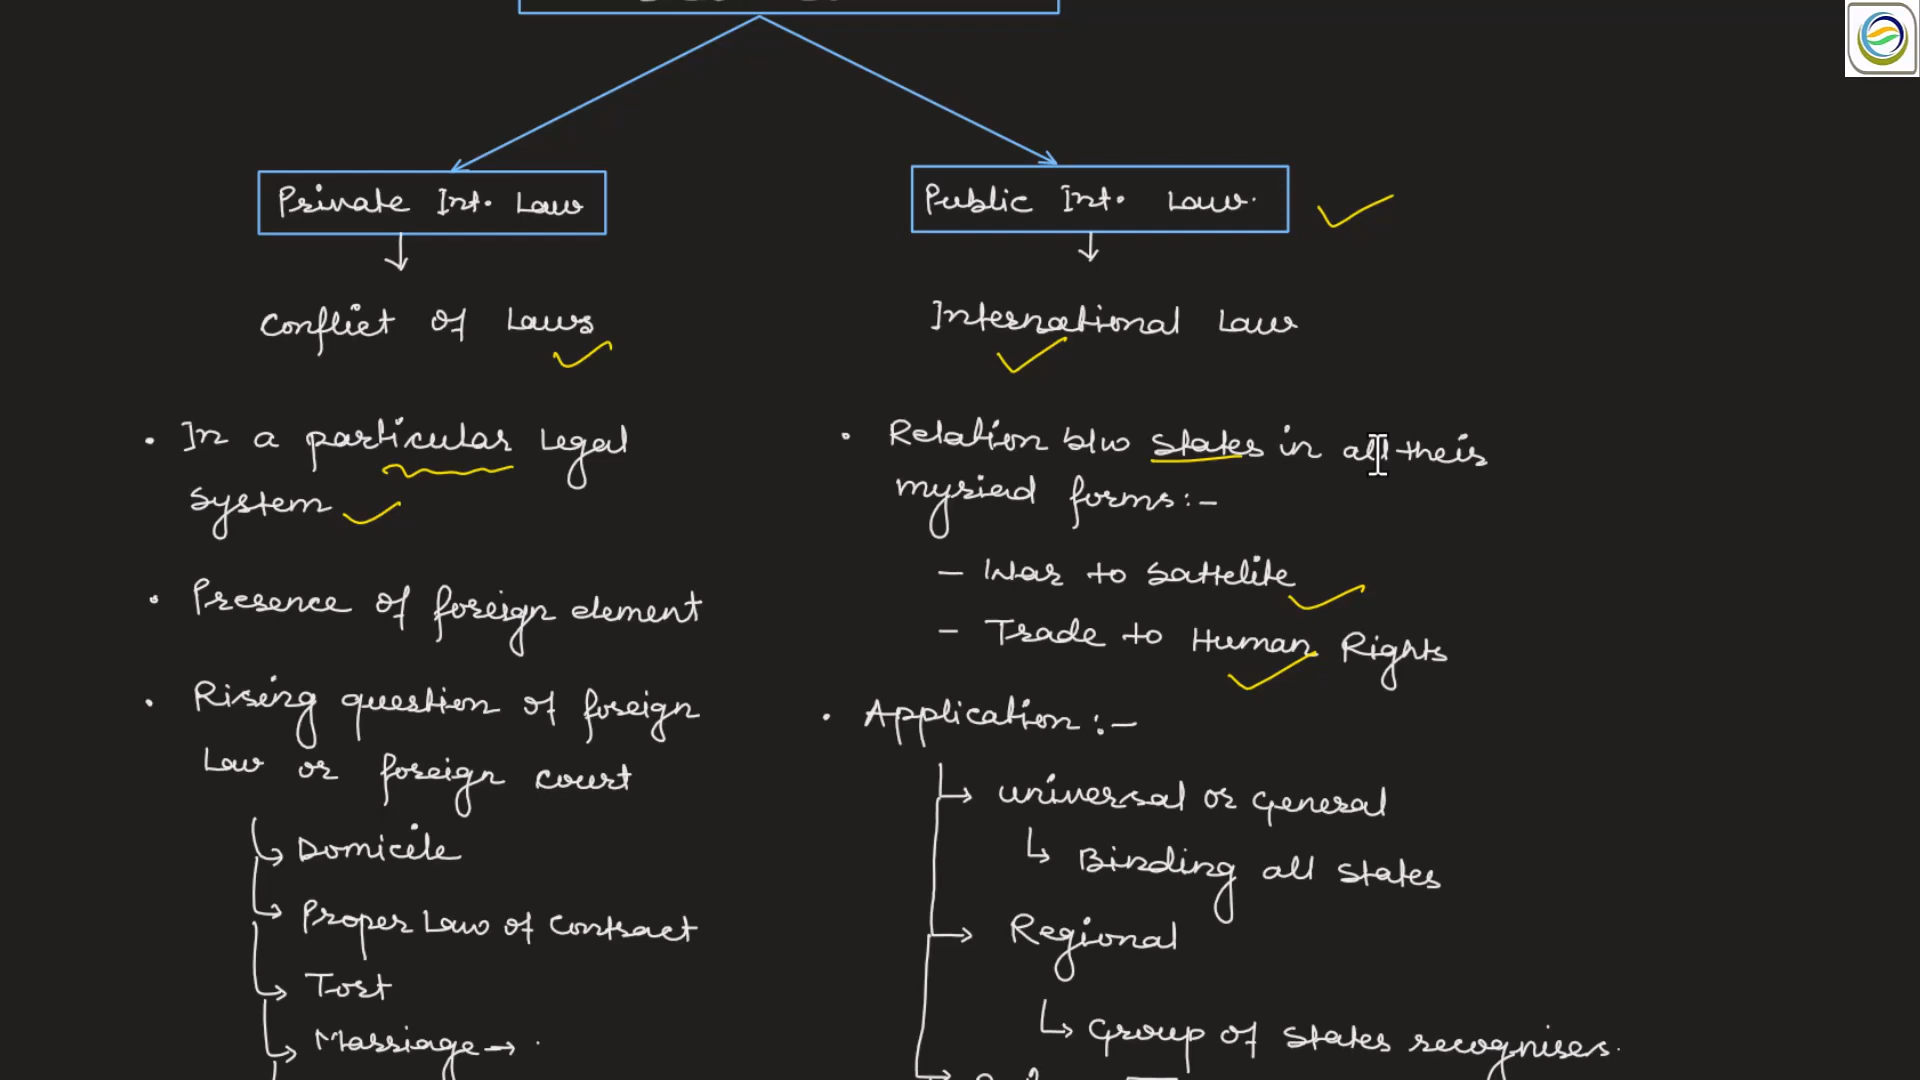 Private Int. Law
Conflict of Laws
• In a particular Legal
system
• Presence of foreign element
• Rising question of foreign
Law or foreign court
Domicile
Proper Law of Contract
Tort
Marriage → .
Public Int. Law.
International Law
• Relation b/w states in all their
myriad forms:-
- War to Sattelite
- Trade to Human Rights
• Application :-
universal or General
Binding all states
Regional
Group of states recognises.